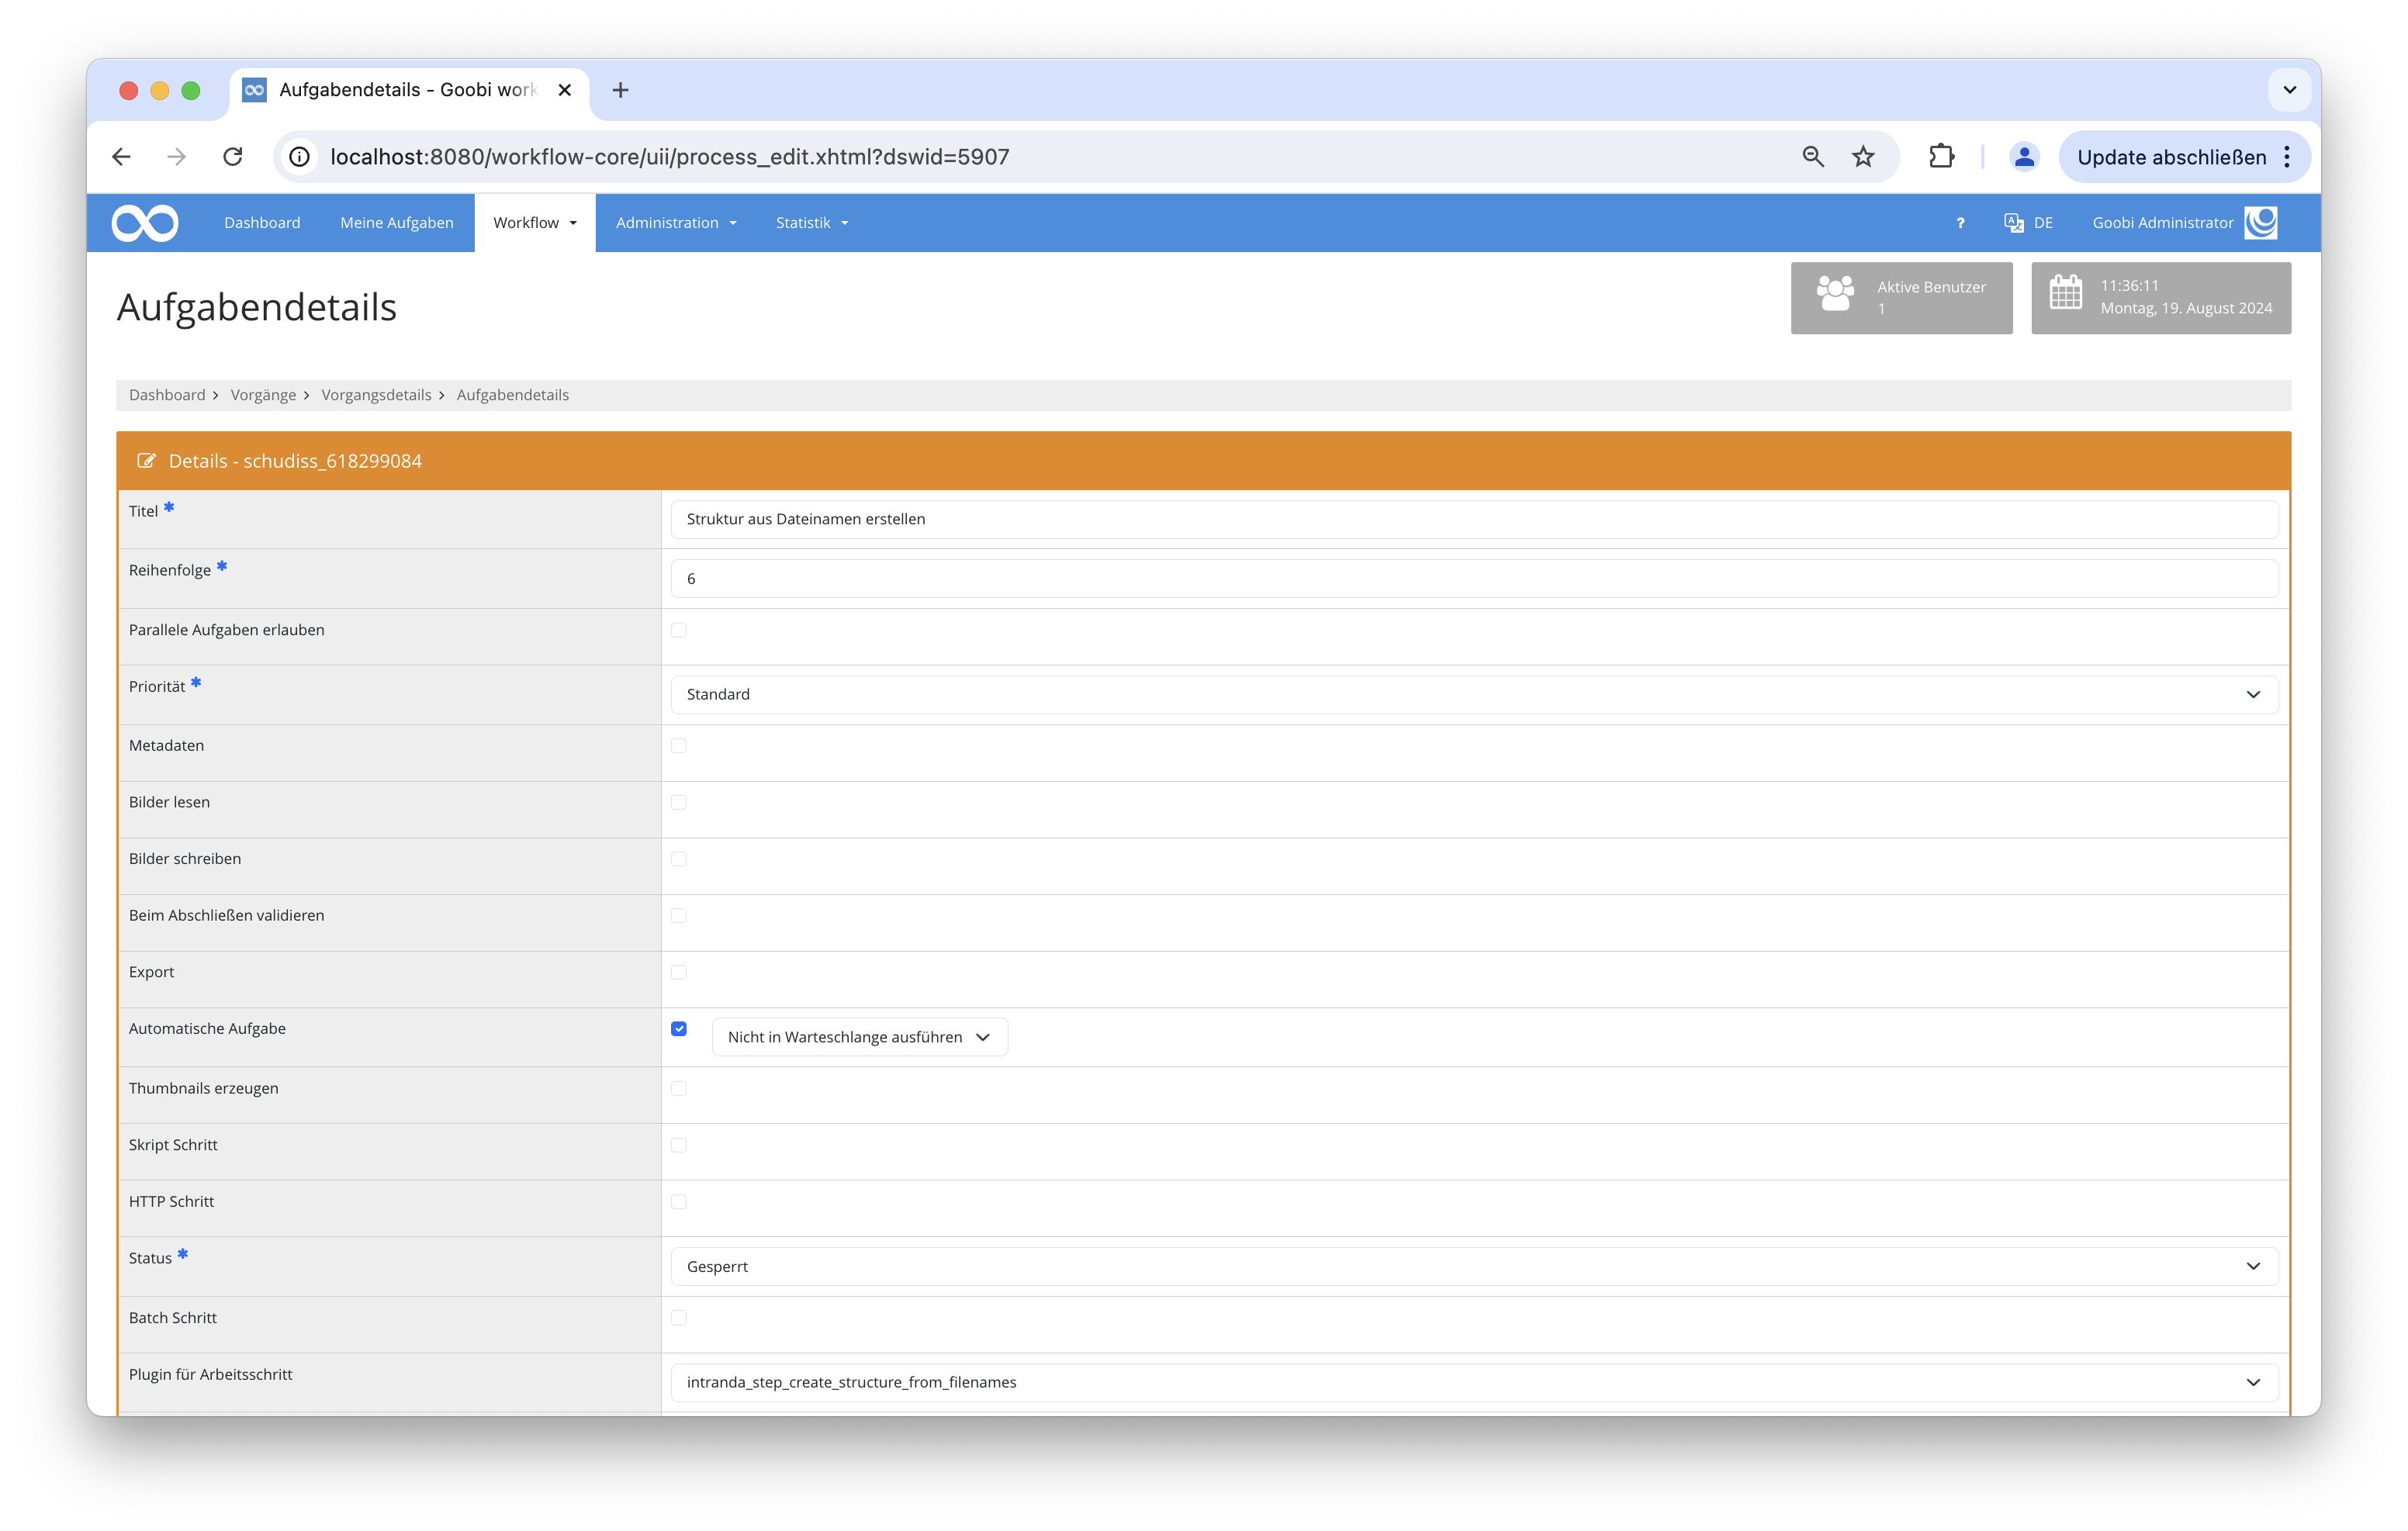 Aufgabendetails - Goobi work
localhost:8080/workflow-core/uii/process_edit.xhtml?dswid=5907
Update abschließen
Dashboard
Meine Aufgaben
Workflow
Administration
Statistik
?
DE
Goobi Administrator
Aufgabendetails
Aktive Benutzer
1
11:36:11
Montag, 19. August 2024
Dashboard
Vorgänge
Vorgangsdetails
Aufgabendetails
Details - schudiss_618299084
Titel *
Struktur aus Dateinamen erstellen
Reihenfolge *
6
Parallele Aufgaben erlauben
Priorität *
Standard
Metadaten
Bilder lesen
Bilder schreiben
Beim Abschließen validieren
Export
Automatische Aufgabe
Nicht in Warteschlange ausführen
Thumbnails erzeugen
Skript Schritt
HTTP Schritt
Status *
Gesperrt
Batch Schritt
Plugin für Arbeitsschritt
intranda_step_create_structure_from_filenames